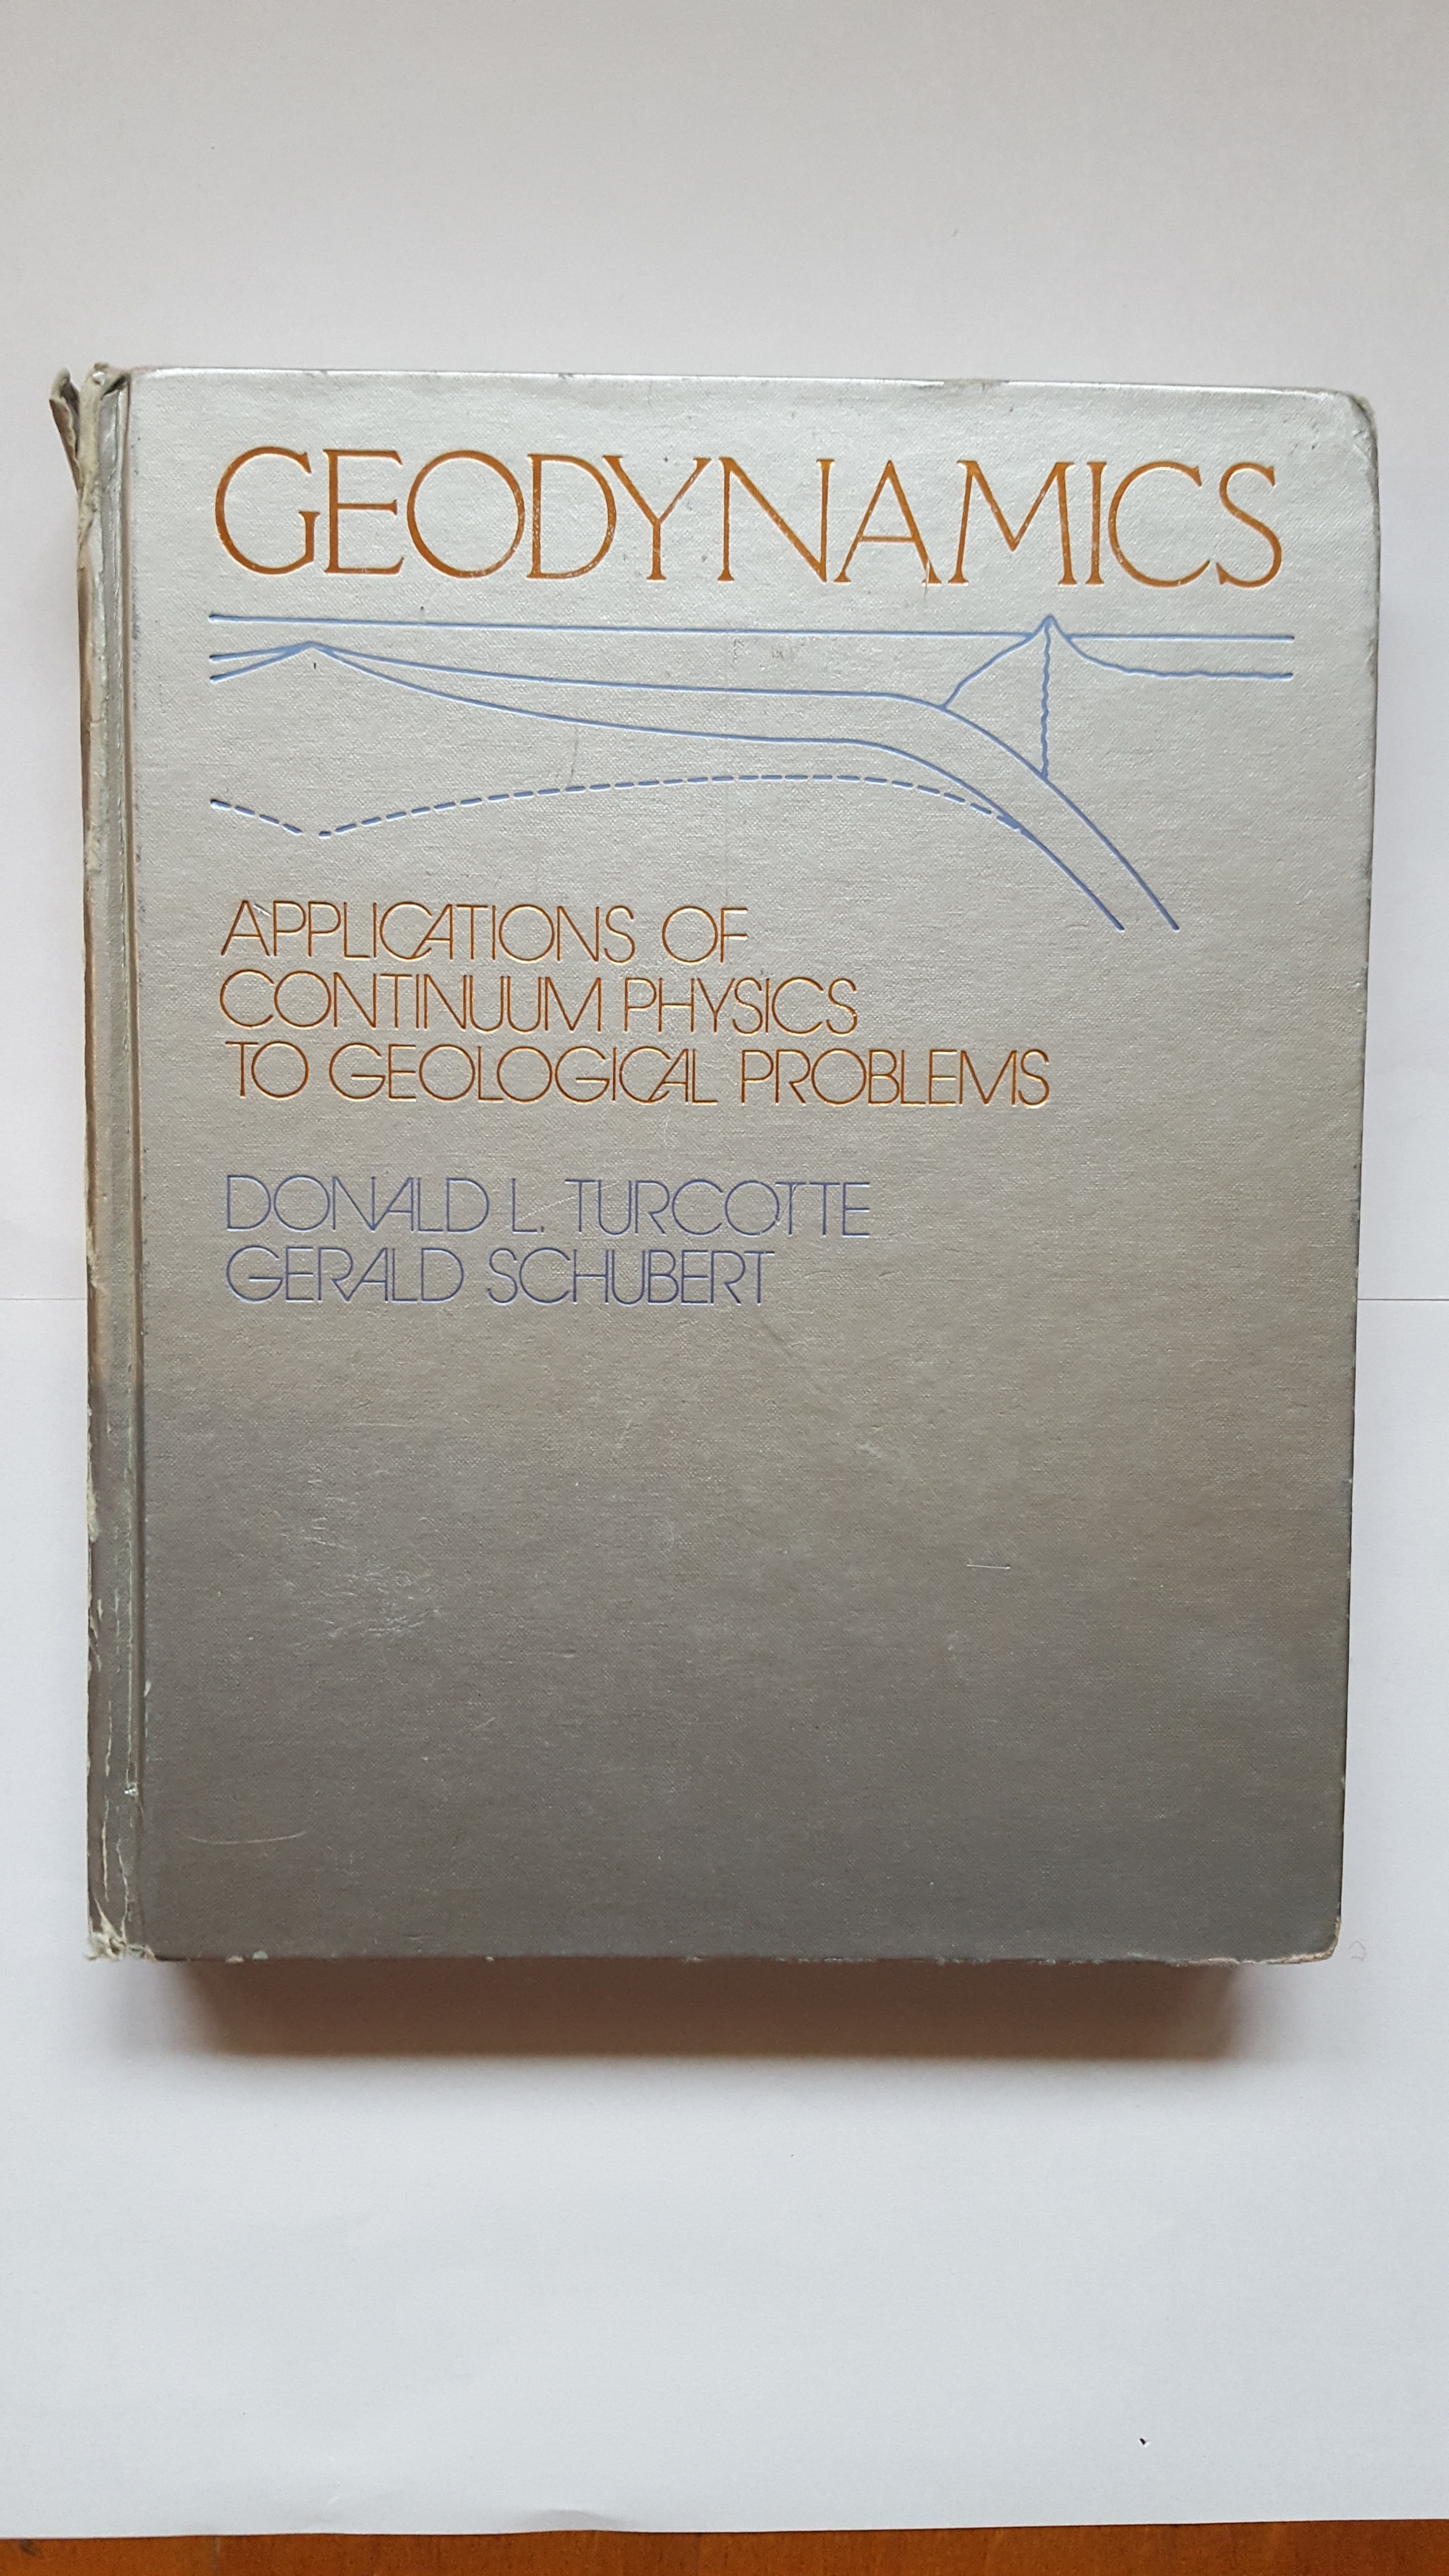 GEODYNAMICS
APPLICATIONS OF
CONTINUUM PHYSICS
TO GEOLOGICAL PROBLEMS
DONALD L. TURCOTTE
GERALD SCHUBERT